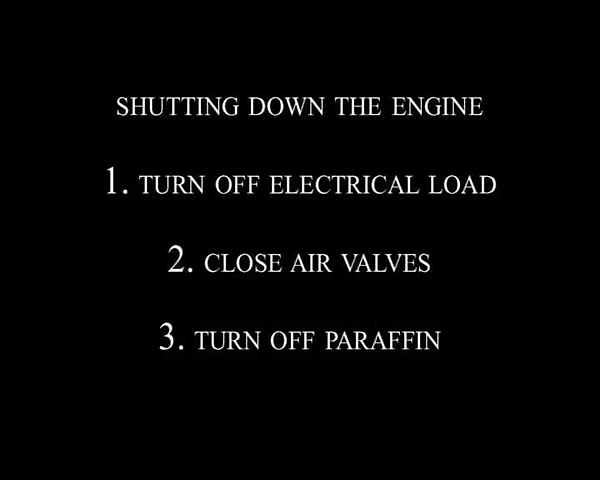 SHUTTING DOWN THE ENGINE
1. TURN OFF ELECTRICAL LOAD
2. CLOSE AIR VALVES
3. TURN OFF PARAFFIN